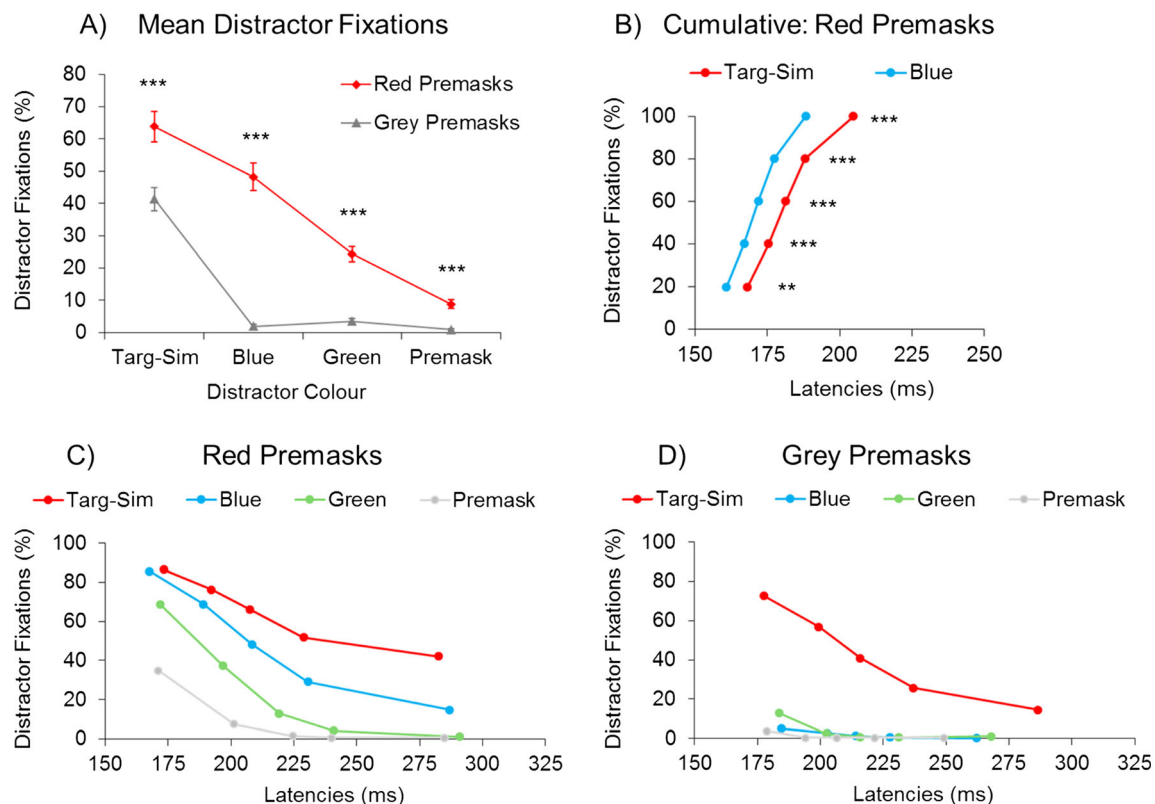 A) Mean Distractor Fixations
Distractor Fixations (%)
80
70
60
50
40
30
20
10
0
***
***
***
***
Red Premasks
Grey Premasks
Targ-Sim Blue Green Premask
Distractor Colour
B) Cumulative: Red Premasks
Targ-Sim Blue
Distractor Fixations (%)
100
80
60
40
20
0
***
***
***
***
**
150 175 200 225 250
Latencies (ms)
C) Red Premasks
Targ-Sim Blue Green Premask
Distractor Fixations (%)
100
80
60
40
20
0
150 175 200 225 250 275 300 325
Latencies (ms)
D) Grey Premasks
Targ-Sim Blue Green Premask
Distractor Fixations (%)
100
80
60
40
20
0
150 175 200 225 250 275 300 325
Latencies (ms)